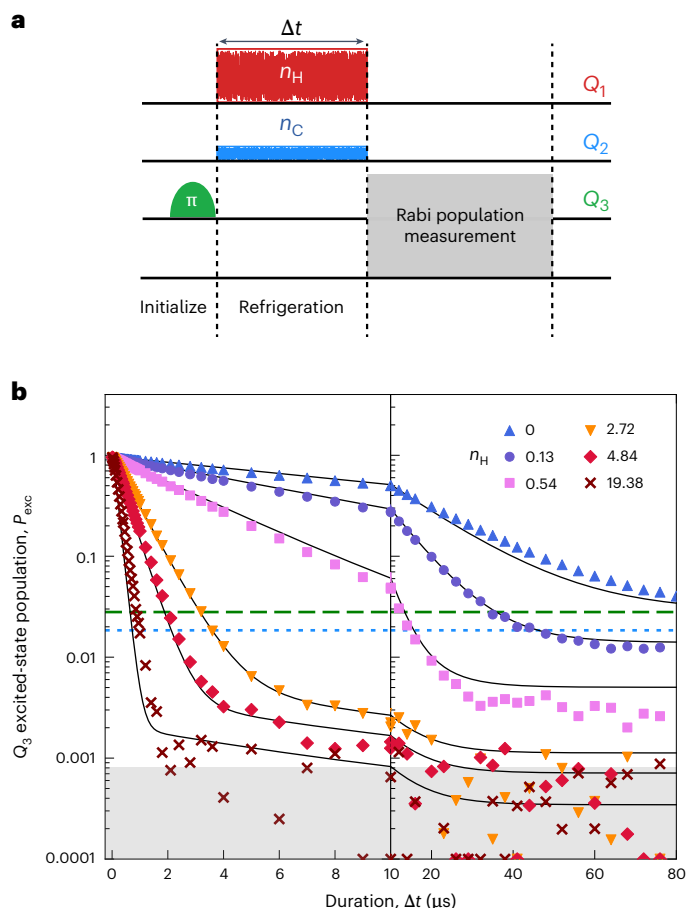 a
Δt
n_H
Q_1
n_C
Q_2
π
Q_3
Rabi population
measurement
Initialize
Refrigeration
b
Q_3 excited-state population, P_exc
1
0.1
0.01
0.001
0.0001
n_H
0
0.13
0.54
2.72
4.84
19.38
0
2
4
6
8
10
20
40
60
80
Duration, Δt (μs)